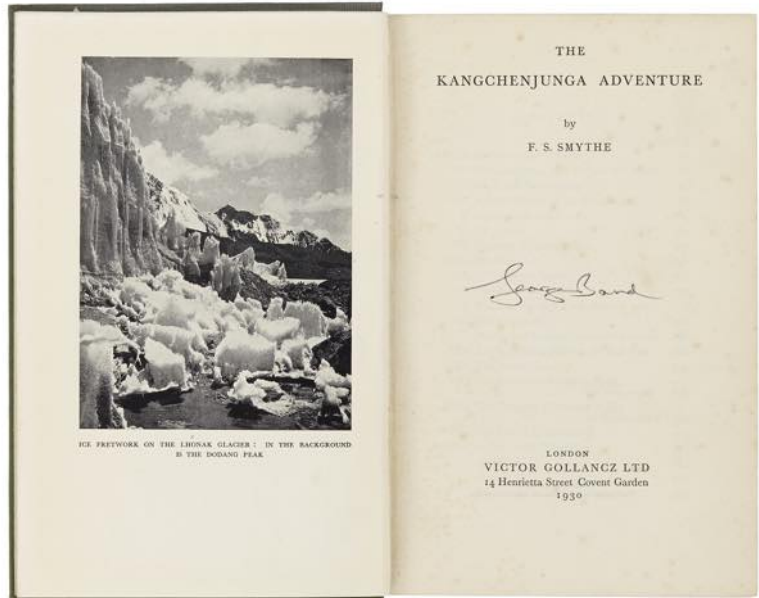 ICE FRETWORK ON THE LHONAK GLACIER : IN THE BACKGROUND
IS THE DODANG PEAK
THE
KANGCHENJUNGA ADVENTURE
by
F. S. SMYTHE
George Band
LONDON
VICTOR GOLLANCZ LTD
14 Henrietta Street Covent Garden
1930